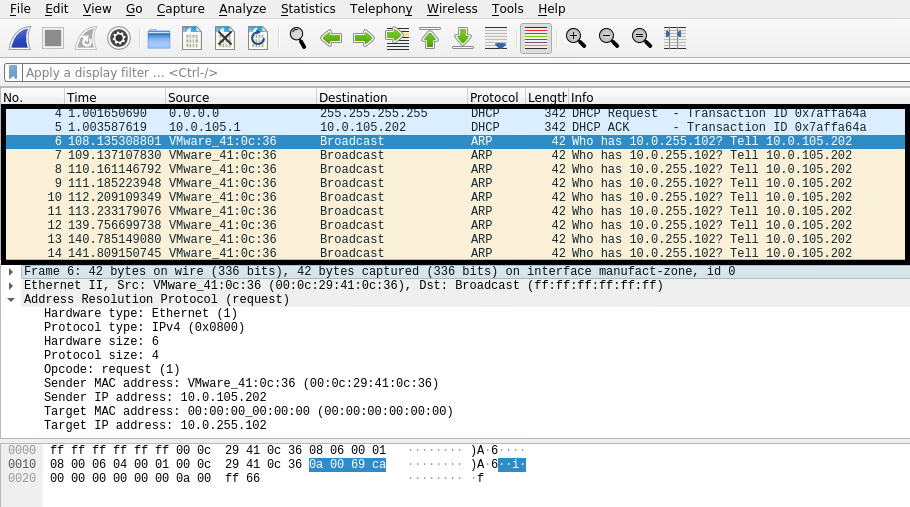 File Edit View Go Capture Analyze Statistics Telephony Wireless Tools Help
Apply a display filter ... <Ctrl-/>
No. Time Source Destination Protocol Length Info
4 1.001650690 0.0.0.0 255.255.255.255 DHCP 342 DHCP Request - Transaction ID 0x7affa64a
5 1.003587619 10.0.105.1 10.0.105.202 DHCP 342 DHCP ACK - Transaction ID 0x7affa64a
6 108.135308801 VMware_41:0c:36 Broadcast ARP 42 Who has 10.0.255.102? Tell 10.0.105.202
7 109.137107830 VMware_41:0c:36 Broadcast ARP 42 Who has 10.0.255.102? Tell 10.0.105.202
8 110.161146792 VMware_41:0c:36 Broadcast ARP 42 Who has 10.0.255.102? Tell 10.0.105.202
9 111.185223948 VMware_41:0c:36 Broadcast ARP 42 Who has 10.0.255.102? Tell 10.0.105.202
10 112.209109349 VMware_41:0c:36 Broadcast ARP 42 Who has 10.0.255.102? Tell 10.0.105.202
11 113.233179076 VMware_41:0c:36 Broadcast ARP 42 Who has 10.0.255.102? Tell 10.0.105.202
12 139.756699738 VMware_41:0c:36 Broadcast ARP 42 Who has 10.0.255.102? Tell 10.0.105.202
13 140.785149080 VMware_41:0c:36 Broadcast ARP 42 Who has 10.0.255.102? Tell 10.0.105.202
14 141.809150745 VMware_41:0c:36 Broadcast ARP 42 Who has 10.0.255.102? Tell 10.0.105.202
Frame 6: 42 bytes on wire (336 bits), 42 bytes captured (336 bits) on interface manufact-zone, id 0
Ethernet II, Src: VMware_41:0c:36 (00:0c:29:41:0c:36), Dst: Broadcast (ff:ff:ff:ff:ff:ff)
Address Resolution Protocol (request)
Hardware type: Ethernet (1)
Protocol type: IPv4 (0x0800)
Hardware size: 6
Protocol size: 4
Opcode: request (1)
Sender MAC address: VMware_41:0c:36 (00:0c:29:41:0c:36)
Sender IP address: 10.0.105.202
Target MAC address: 00:00:00_00:00:00 (00:00:00:00:00:00)
Target IP address: 10.0.255.102
0000 ff ff ff ff ff ff 00 0c 29 41 0c 36 08 06 00 01 ········ )A·6····
0010 08 00 06 04 00 01 00 0c 29 41 0c 36 0a 00 69 ca ········ )A·6··i·
0020 00 00 00 00 00 00 0a 00 ff 66 ········ ·f